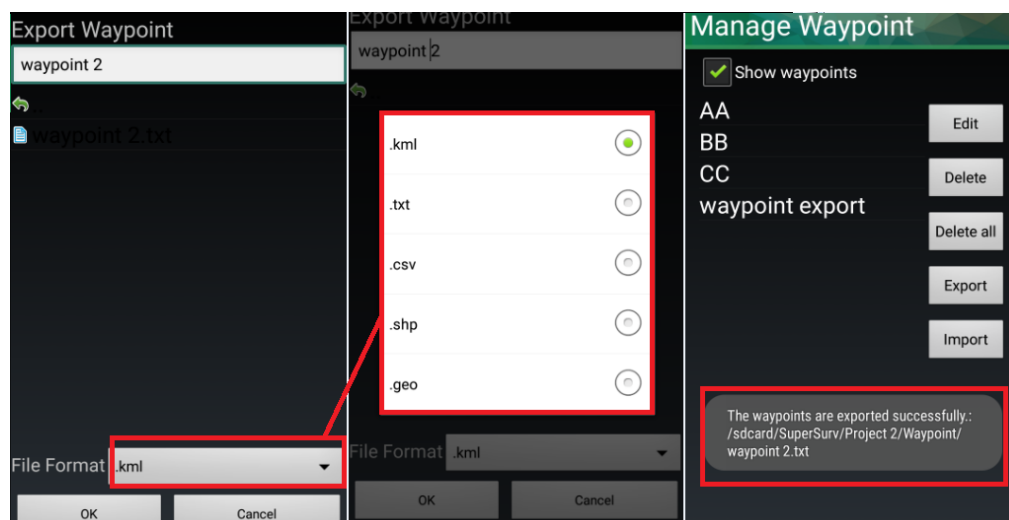 Export Waypoint
waypoint 2
..
waypoint 2.txt
File Format .kml
OK Cancel
Export Waypoint
waypoint 2
.kml
.txt
.csv
.shp
.geo
File Format .kml
OK Cancel
Manage Waypoint
Show waypoints
AA
BB
CC
waypoint export
Edit
Delete
Delete all
Export
Import
The waypoints are exported successfully.:
/sdcard/SuperSurv/Project 2/Waypoint/
waypoint 2.txt